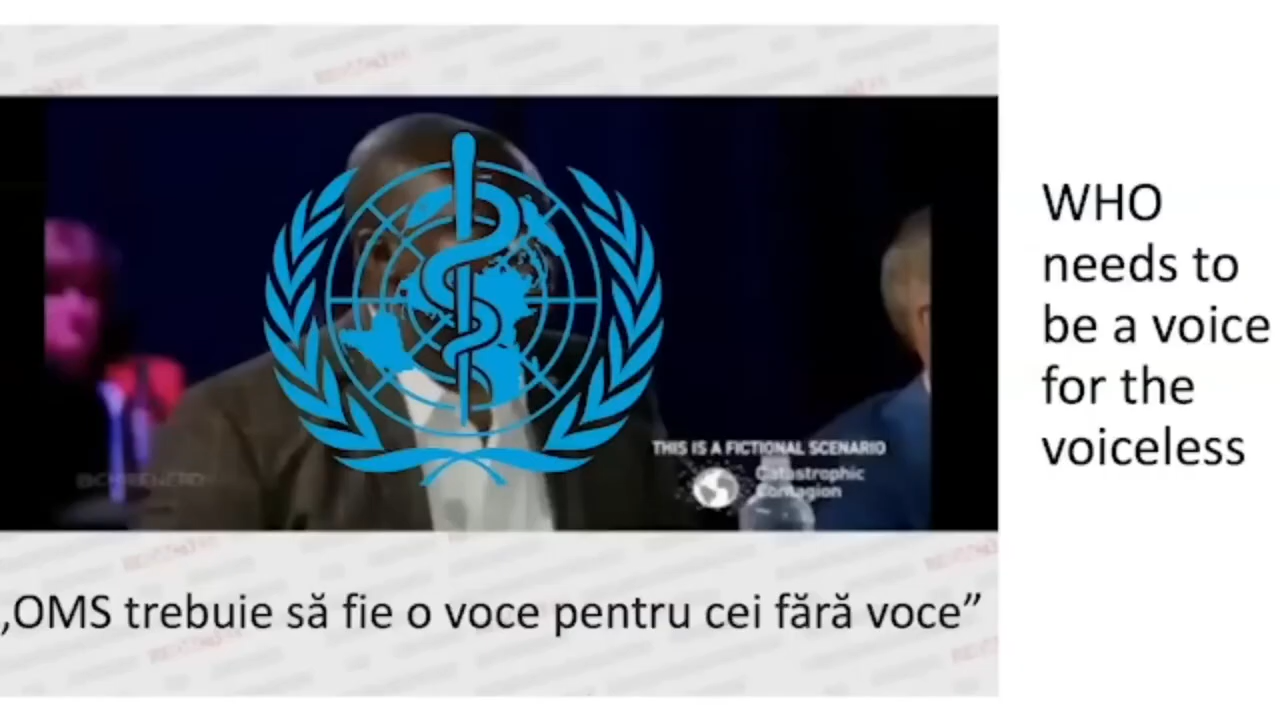 THIS IS A FICTIONAL SCENARIO
Catastrophic
Contagion
„OMS trebuie să fie o voce pentru cei fără voce”
WHO
needs to
be a voice
for the
voiceless